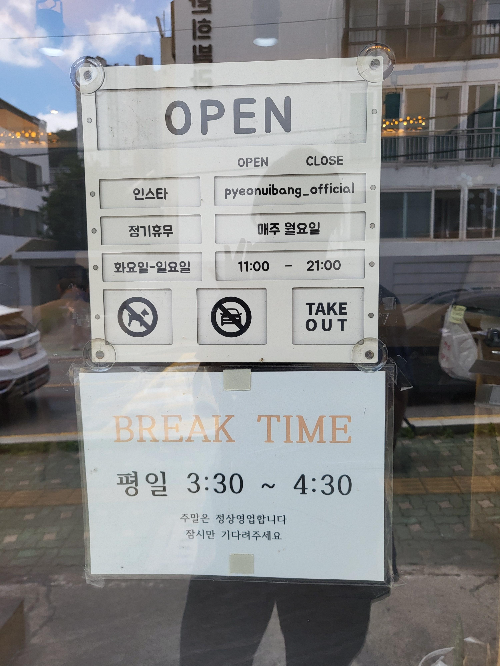 OPEN
OPEN CLOSE
인스타 pyeonuibang_official
정기휴무 매주 월요일
화요일-일요일 11:00 - 21:00
TAKE
OUT
BREAK TIME
평일 3:30 ~ 4:30
주말은 정상영업합니다
잠시만 기다려주세요